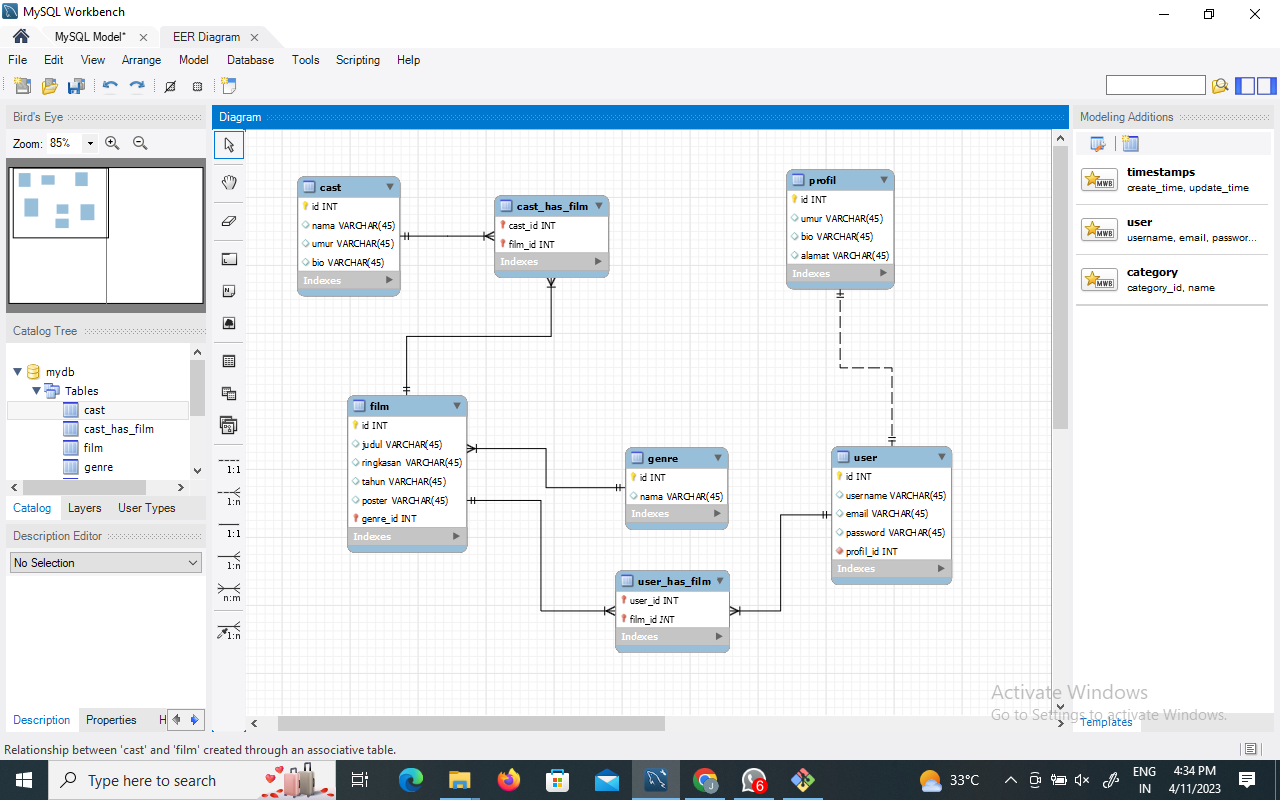 MySQL Workbench
MySQL Model*
EER Diagram
File Edit View Arrange Model Database Tools Scripting Help
Bird's Eye
Zoom: 85%
Catalog Tree
mydb
Tables
cast
cast_has_film
film
genre
Catalog Layers User Types
Description Editor
No Selection
Description Properties H
Diagram
1:1
1:n
1:1
1:n
n:m
1:n
cast
id INT
nama VARCHAR(45)
umur VARCHAR(45)
bio VARCHAR(45)
Indexes
cast_has_film
cast_id INT
film_id INT
Indexes
profil
id INT
umur VARCHAR(45)
bio VARCHAR(45)
alamat VARCHAR(45)
Indexes
film
id INT
judul VARCHAR(45)
ringkasan VARCHAR(45)
tahun VARCHAR(45)
poster VARCHAR(45)
genre_id INT
Indexes
genre
id INT
nama VARCHAR(45)
Indexes
user
id INT
username VARCHAR(45)
email VARCHAR(45)
password VARCHAR(45)
profil_id INT
Indexes
user_has_film
user_id INT
film_id INT
Indexes
Modeling Additions
timestamps
create_time, update_time
user
username, email, passwor...
category
category_id, name
Activate Windows
Go to Settings to activate Windows.
Templates
Relationship between 'cast' and 'film' created through an associative table.
Type here to search
6
33°C
ENG
IN
4:34 PM
4/11/2023